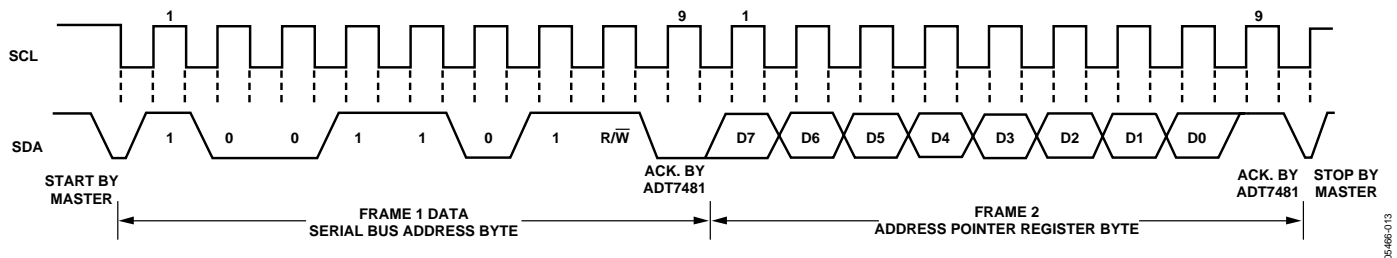 1 9 1 9
SCL
SDA
1 0 0 1 1 0 1 R/W̅ D7 D6 D5 D4 D3 D2 D1 D0
START BY
MASTER
ACK. BY
ADT7481
ACK. BY
ADT7481
STOP BY
MASTER
FRAME 1 DATA
SERIAL BUS ADDRESS BYTE
FRAME 2
ADDRESS POINTER REGISTER BYTE
05466-013